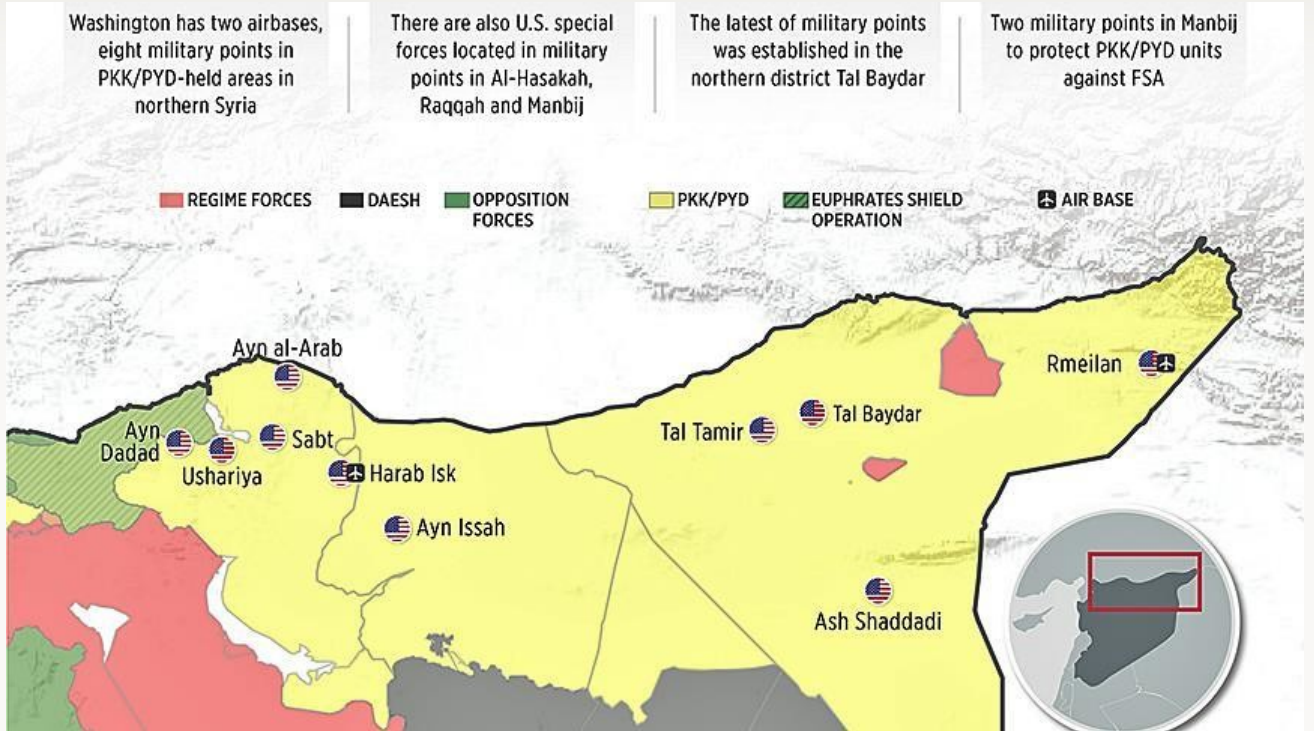 Washington has two airbases,
eight military points in
PKK/PYD-held areas in
northern Syria
There are also U.S. special
forces located in military
points in Al-Hasakah,
Raqqah and Manbij
The latest of military points
was established in the
northern district Tal Baydar
Two military points in Manbij
to protect PKK/PYD units
against FSA
REGIME FORCES
DAESH
OPPOSITION
FORCES
PKK/PYD
EUPHRATES SHIELD
OPERATION
AIR BASE
Ayn al-Arab
Rmeilan
Tal Baydar
Tal Tamir
Ayn
Dadad
Sabt
Ushariya
Harab Isk
Ayn Issah
Ash Shaddadi